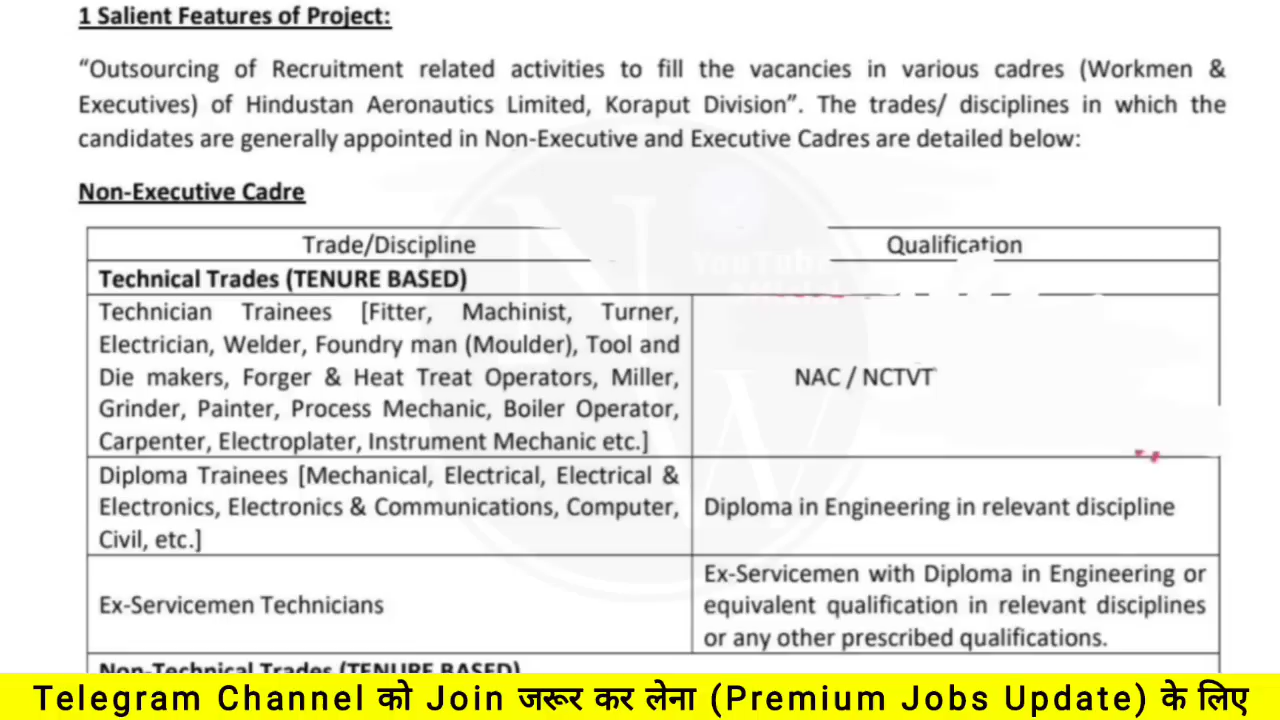 1 Salient Features of Project:
“Outsourcing of Recruitment related activities to fill the vacancies in various cadres (Workmen &
Executives) of Hindustan Aeronautics Limited, Koraput Division”. The trades/ disciplines in which the
candidates are generally appointed in Non-Executive and Executive Cadres are detailed below:
Non-Executive Cadre
Trade/Discipline
Qualification
Technical Trades (TENURE BASED)
Technician Trainees [Fitter, Machinist, Turner,
Electrician, Welder, Foundry man (Moulder), Tool and
Die makers, Forger & Heat Treat Operators, Miller,
Grinder, Painter, Process Mechanic, Boiler Operator,
Carpenter, Electroplater, Instrument Mechanic etc.]
NAC / NCTVT
Diploma Trainees [Mechanical, Electrical, Electrical &
Electronics, Electronics & Communications, Computer,
Civil, etc.]
Diploma in Engineering in relevant discipline
Ex-Servicemen Technicians
Ex-Servicemen with Diploma in Engineering or
equivalent qualification in relevant disciplines
or any other prescribed qualifications.
Non-Technical Trades (TENURE BASED)
Telegram Channel को Join जरूर कर लेना (Premium Jobs Update) के लिए